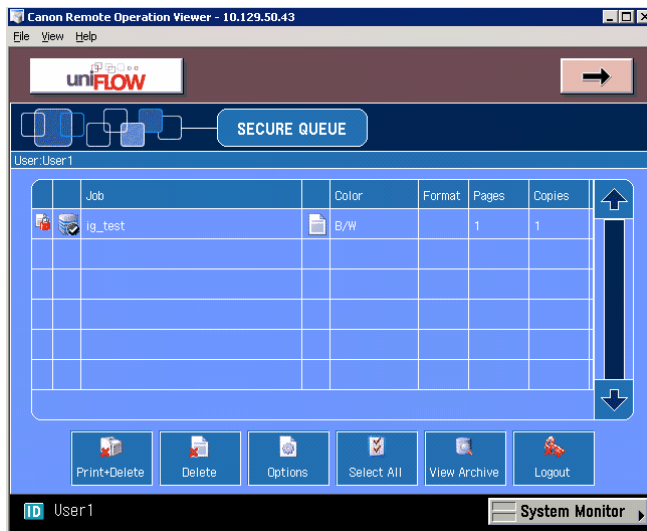 Canon Remote Operation Viewer - 10.129.50.43
File View Help
uniFLOW
SECURE QUEUE
User:User1
Job Color Format Pages Copies
ig_test B/W 1 1
Print+Delete Delete Options Select All View Archive Logout
ID User1 System Monitor